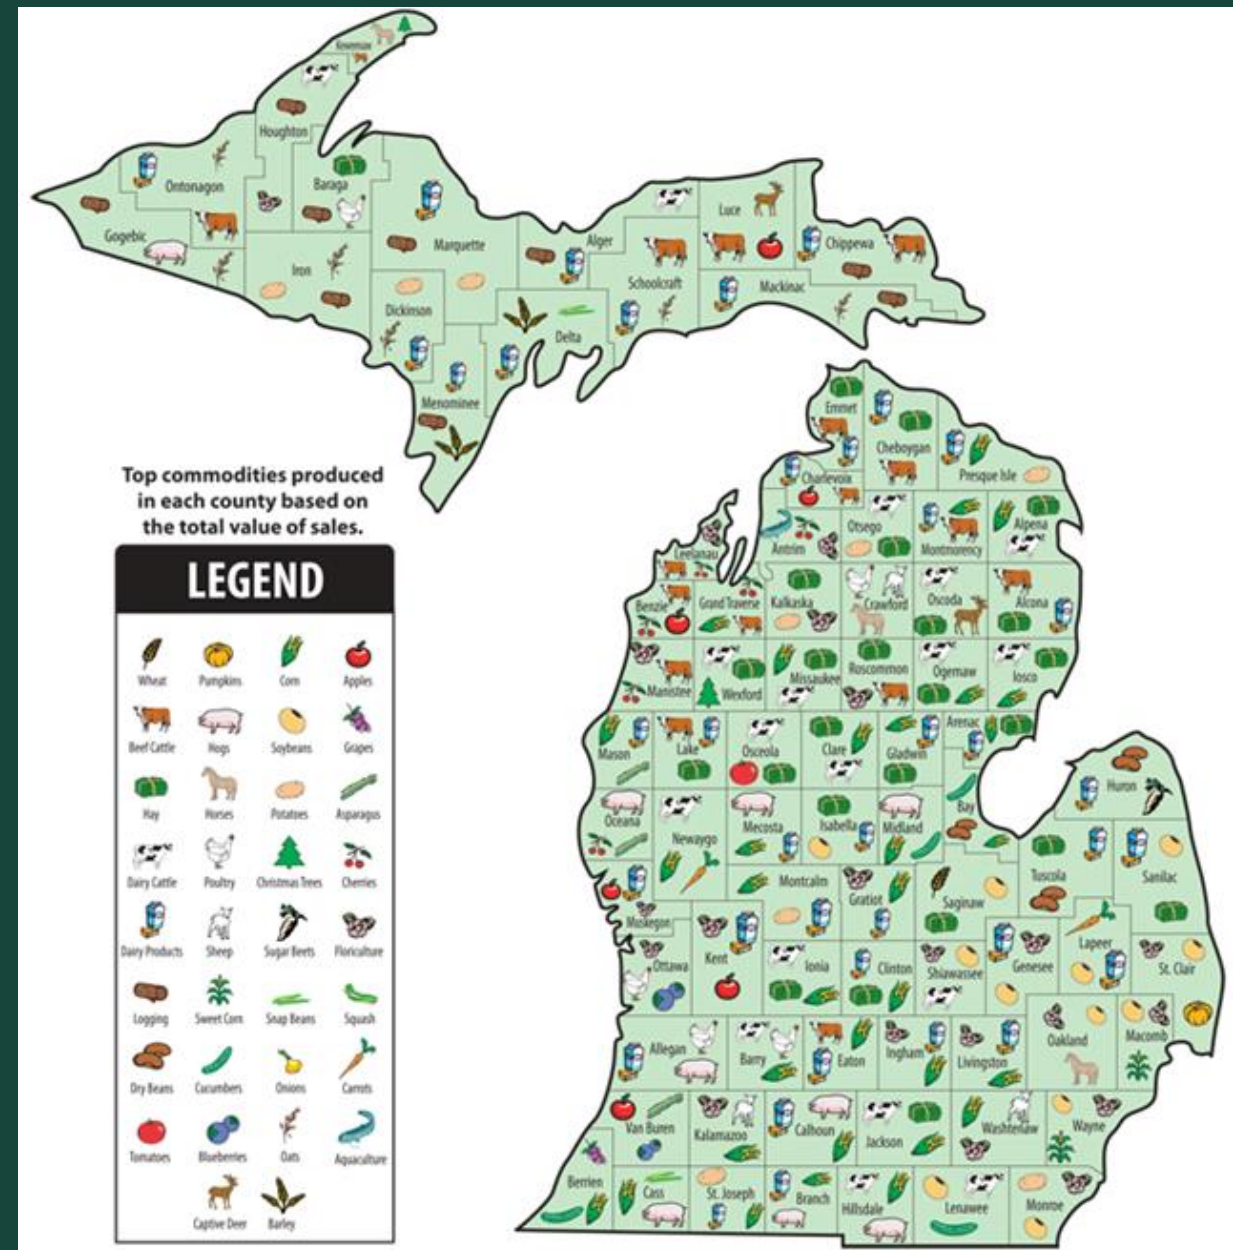 Keweenaw
Houghton
Ontonagon
Baraga
Gogebic
Iron
Marquette
Dickinson
Menominee
Delta
Alger
Schoolcraft
Luce
Mackinac
Chippewa
Emmet
Cheboygan
Presque Isle
Charlevoix
Leelanau
Antrim
Otsego
Montmorency
Alpena
Benzie
Grand Traverse
Kalkaska
Crawford
Oscoda
Alcona
Manistee
Wexford
Missaukee
Roscommon
Ogemaw
Iosco
Mason
Lake
Osceola
Clare
Gladwin
Arenac
Oceana
Newaygo
Mecosta
Isabella
Midland
Bay
Huron
Muskegon
Montcalm
Gratiot
Saginaw
Tuscola
Sanilac
Ottawa
Kent
Ionia
Clinton
Shiawassee
Genesee
Lapeer
St. Clair
Allegan
Barry
Eaton
Ingham
Livingston
Oakland
Macomb
Van Buren
Kalamazoo
Calhoun
Jackson
Washtenaw
Wayne
Berrien
Cass
St. Joseph
Branch
Hillsdale
Lenawee
Monroe
Top commodities produced
in each county based on
the total value of sales.
LEGEND
Wheat Pumpkins Corn Apples
Beef Cattle Hogs Soybeans Grapes
Hay Horses Potatoes Asparagus
Dairy Cattle Poultry Christmas Trees Cherries
Dairy Products Sheep Sugar Beets Floriculture
Logging Sweet Corn Snap Beans Squash
Dry Beans Cucumbers Onions Carrots
Tomatoes Blueberries Oats Aquaculture
Captive Deer Barley